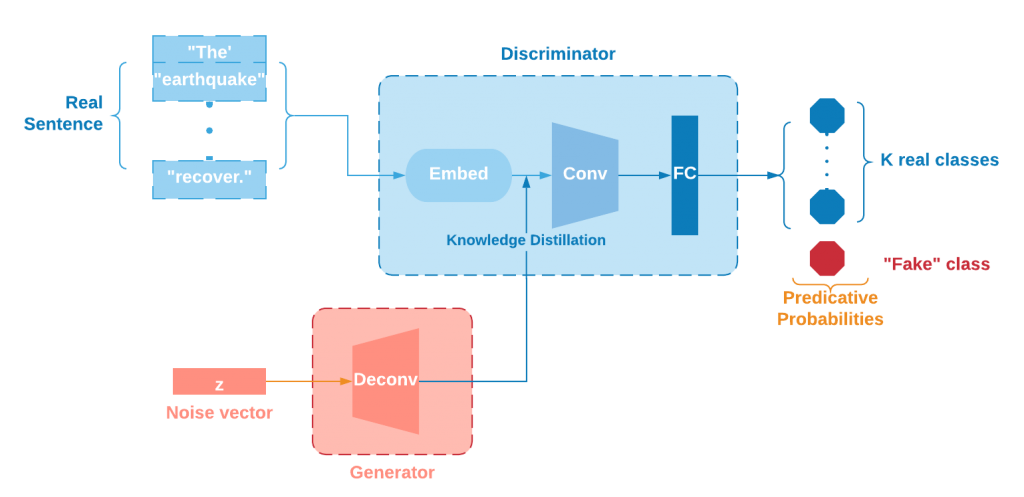 Discriminator
"The'
"earthquake"
Real
Sentence
"recover."
Embed
Conv
FC
K real classes
Knowledge Distillation
"Fake" class
Predicative
Probabilities
z
Noise vector
Deconv
Generator